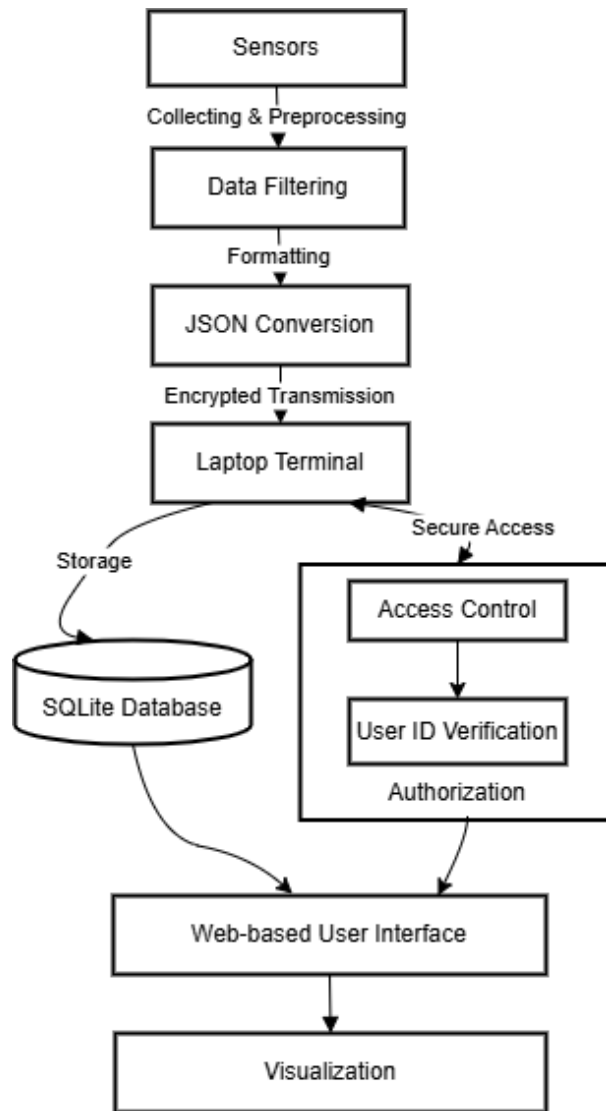 Sensors
Collecting & Preprocessing
Data Filtering
Formatting
JSON Conversion
Encrypted Transmission
Laptop Terminal
Secure Access
Storage
Access Control
SQLite Database
User ID Verification
Authorization
Web-based User Interface
Visualization